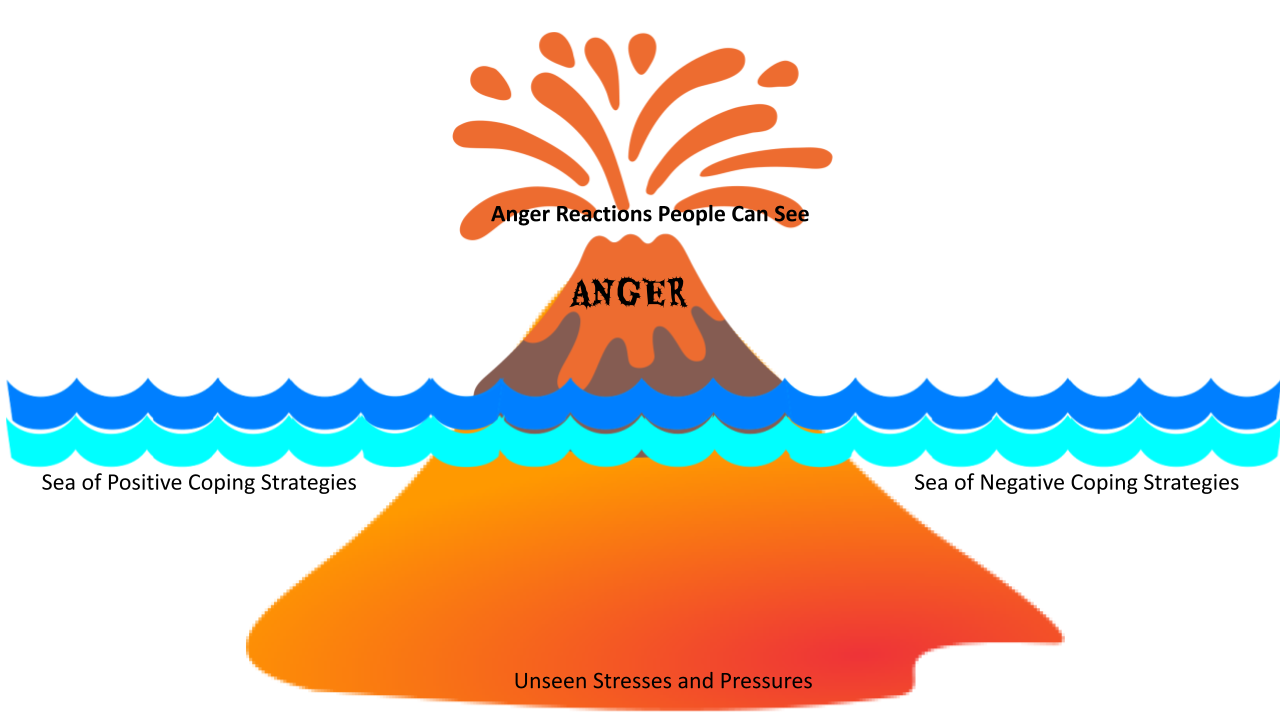 Anger Reactions People Can See
ANGER
Sea of Positive Coping Strategies
Sea of Negative Coping Strategies
Unseen Stresses and Pressures